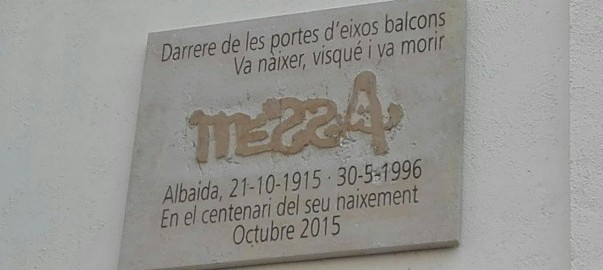 Darrere de les portes d'eixos balcons
Va nàixer, visqué i va morir
MESSA
Albaida, 21-10-1915 · 30-5-1996
En el centenari del seu naixement
Octubre 2015